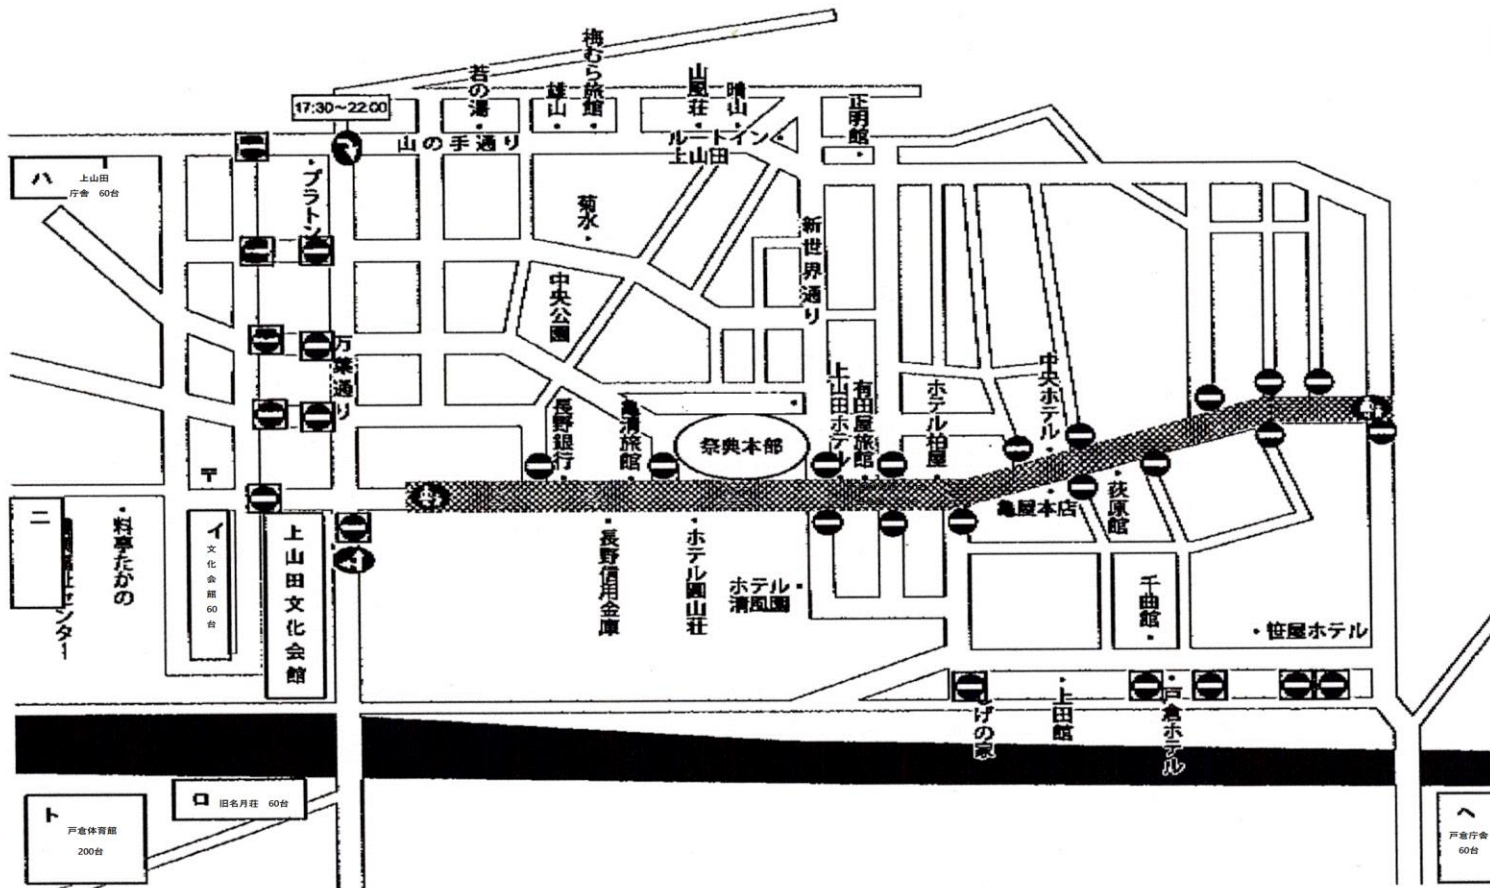 梅むら旅館
若の湯
雄山
山風荘
晴山
正明館
17:30〜22:00
山の手通り
ルートイン
上山田
ハ
上山田
庁舎 60台
プラトン
菊水
新世界通り
中央公園
万葉通り
長野銀行
亀清旅館
祭典本部
上山田ホテル
有田屋旅館
ホテル柏屋
中央ホテル
〒
亀屋本店
荻原館
ニ
ンター
料亭たかの
イ
文化会館60台
上山田文化会館
長野信用金庫
ホテル圓山荘
ホテル
清風園
千曲館
笹屋ホテル
げの家
上田館
戸倉ホテル
ロ 旧名月荘 60台
ト
戸倉体育館
200台
ヘ
戸倉庁舎
60台